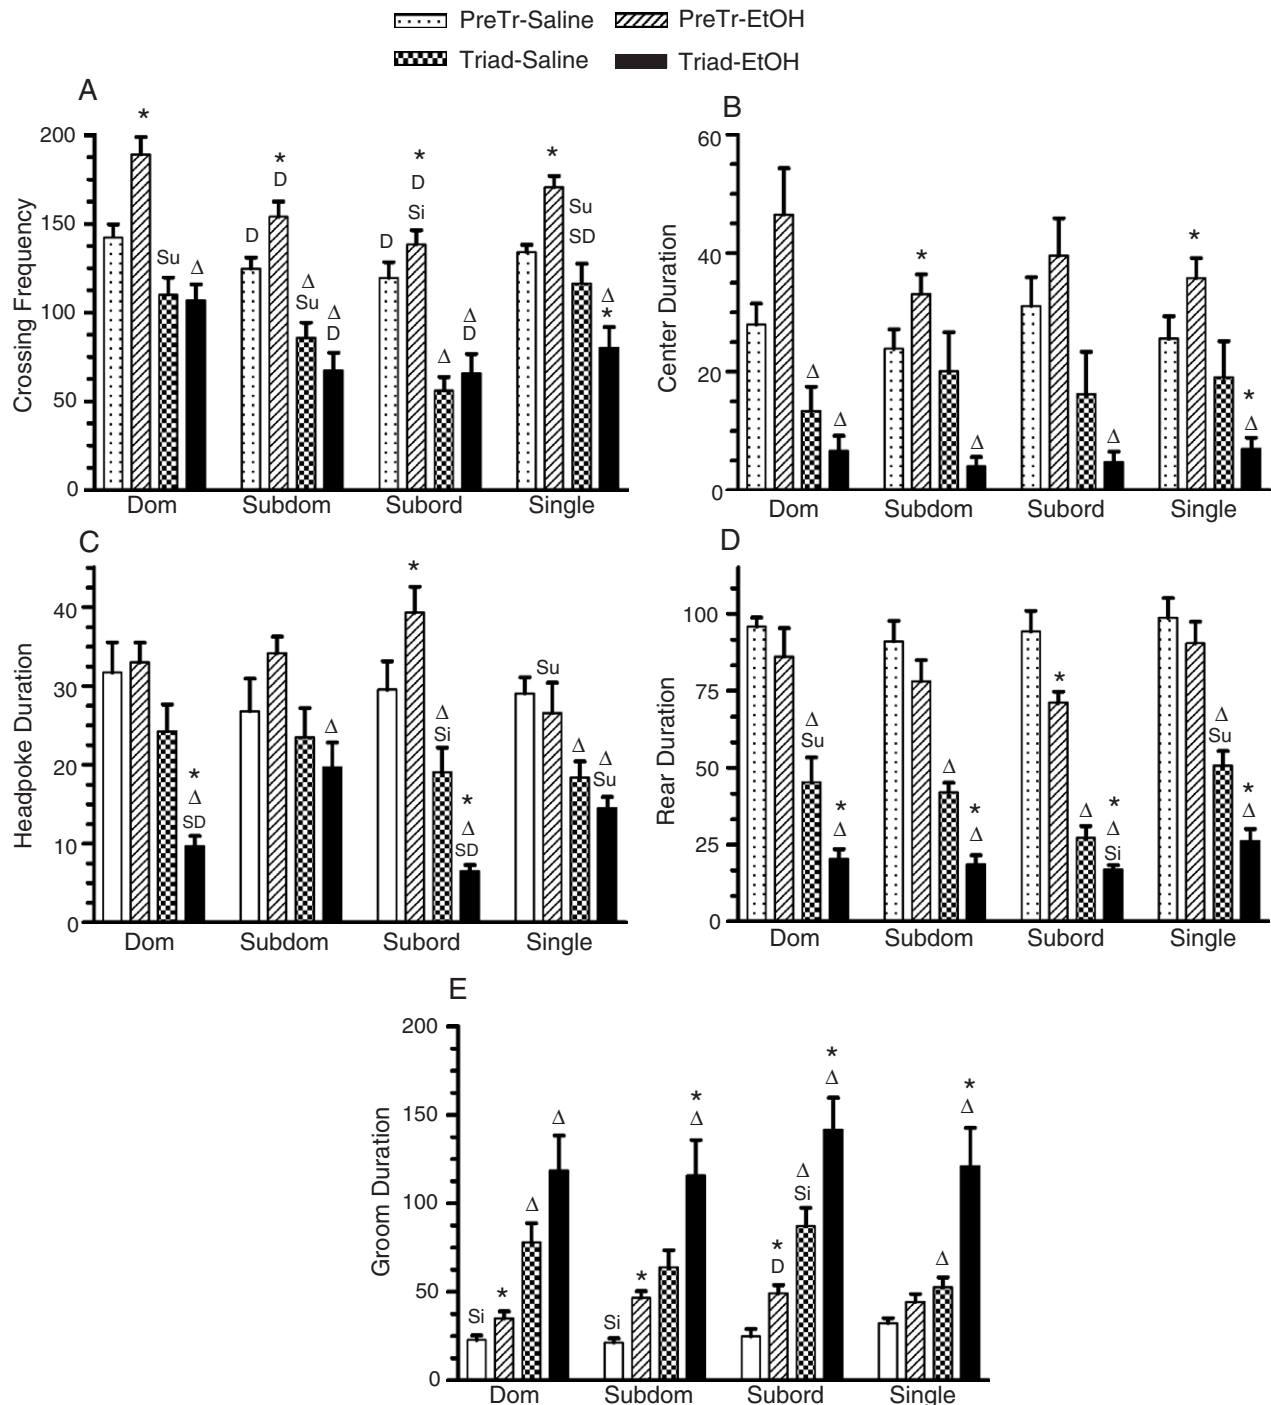 PreTr-Saline PreTr-EtOH
Triad-Saline Triad-EtOH
A
Crossing Frequency
200
150
100
50
0
*
Su
Δ
D
*
D
Δ
Su
Δ
D
D
*
D
Si
Δ
Δ
D
*
Su
SD
Δ
*
Dom Subdom Subord Single
B
Center Duration
60
40
20
0
Δ
Δ
*
Δ
Δ
*
*
Δ
Dom Subdom Subord Single
C
Headpoke Duration
40
30
20
10
0
*
Δ
SD
Δ
*
Δ
Si
*
Δ
SD
Su
Δ
Δ
Su
Dom Subdom Subord Single
D
Rear Duration
100
75
50
25
0
Δ
Su
*
Δ
Δ
*
Δ
*
Δ
*
Δ
Si
Δ
Su
*
Δ
Dom Subdom Subord Single
E
Groom Duration
200
150
100
50
0
Si
*
Δ
Δ
Si
*
*
Δ
*
D
Δ
Si
*
Δ
Δ
*
Δ
Dom Subdom Subord Single